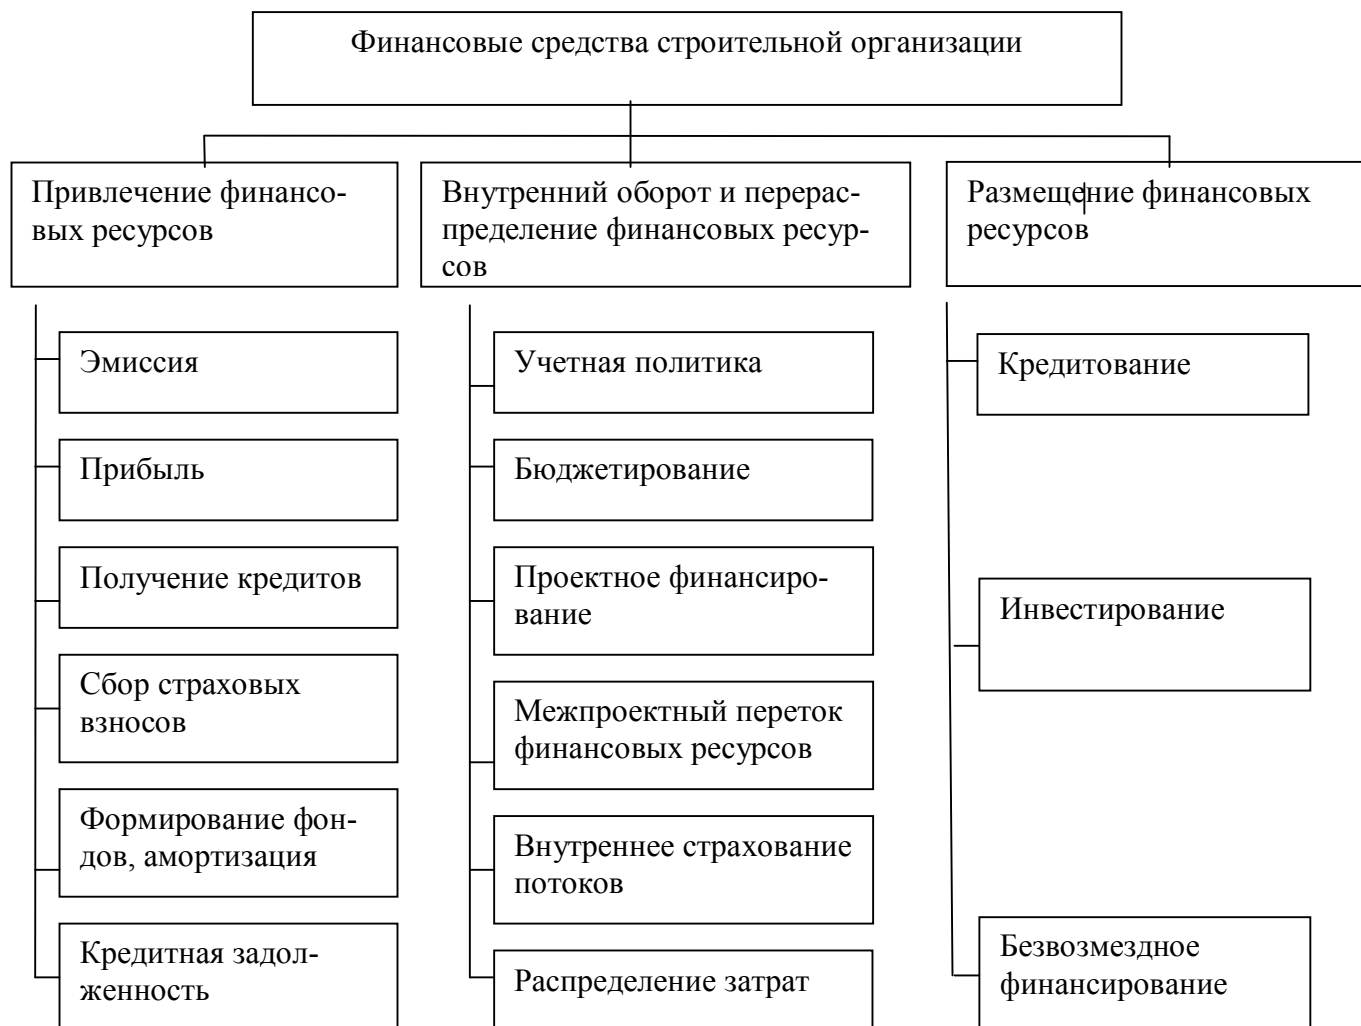 Финансовые средства строительной организации
Привлечение финансо-
вых ресурсов
Внутренний оборот и перерас-
пределение финансовых ресур-
сов
Размещение финансовых
ресурсов
Эмиссия
Прибыль
Получение кредитов
Сбор страховых
взносов
Формирование фон-
дов, амортизация
Кредитная задол-
женность
Учетная политика
Бюджетирование
Проектное финансиро-
вание
Межпроектный переток
финансовых ресурсов
Внутреннее страхование
потоков
Распределение затрат
Кредитование
Инвестирование
Безвозмездное
финансирование